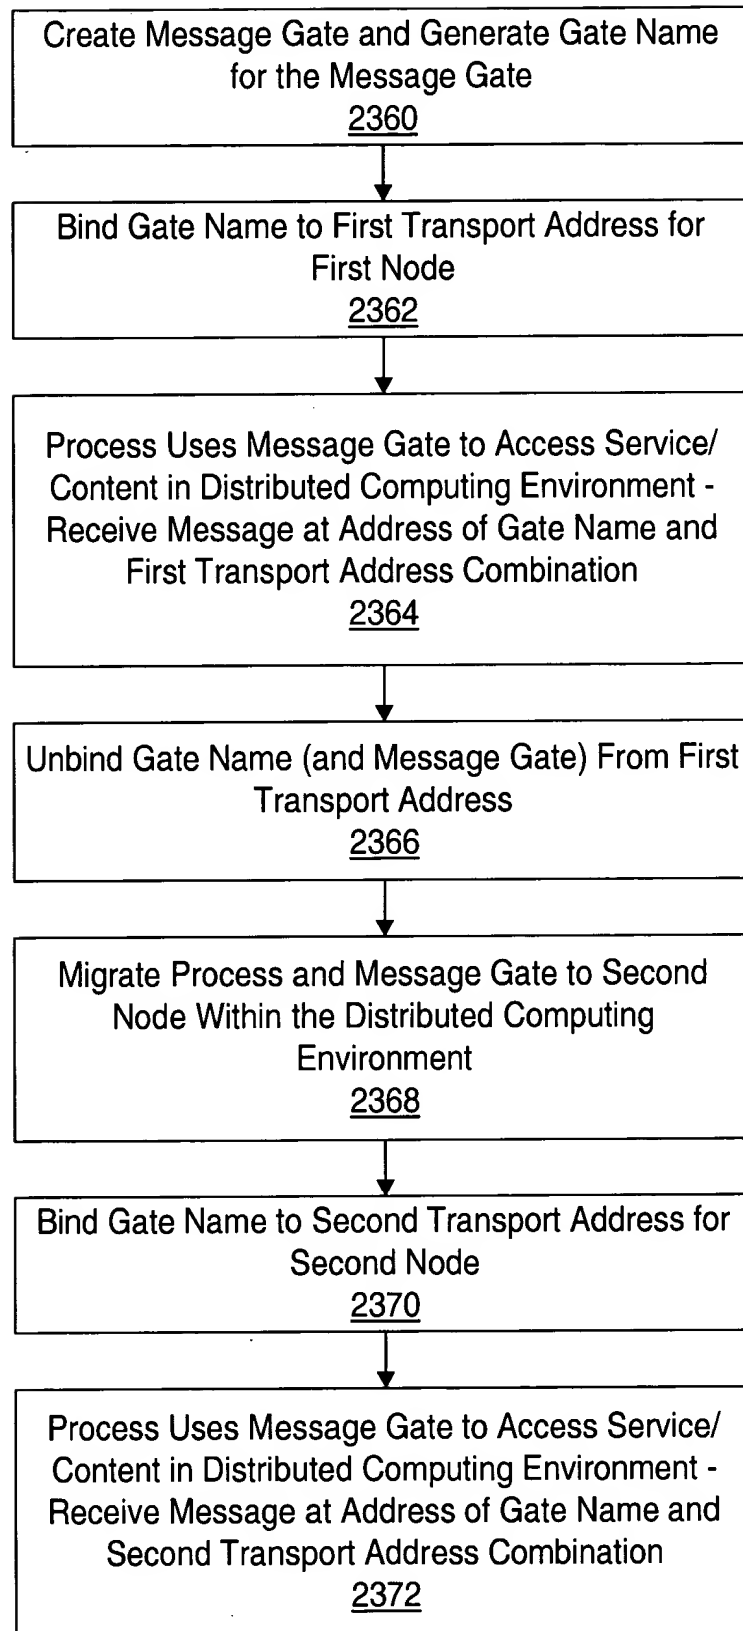 Create Message Gate and Generate Gate Name
for the Message Gate
2360
Bind Gate Name to First Transport Address for
First Node
2362
Process Uses Message Gate to Access Service/
Content in Distributed Computing Environment -
Receive Message at Address of Gate Name and
First Transport Address Combination
2364
Unbind Gate Name (and Message Gate) From First
Transport Address
2366
Migrate Process and Message Gate to Second
Node Within the Distributed Computing
Environment
2368
Bind Gate Name to Second Transport Address for
Second Node
2370
Process Uses Message Gate to Access Service/
Content in Distributed Computing Environment -
Receive Message at Address of Gate Name and
Second Transport Address Combination
2372